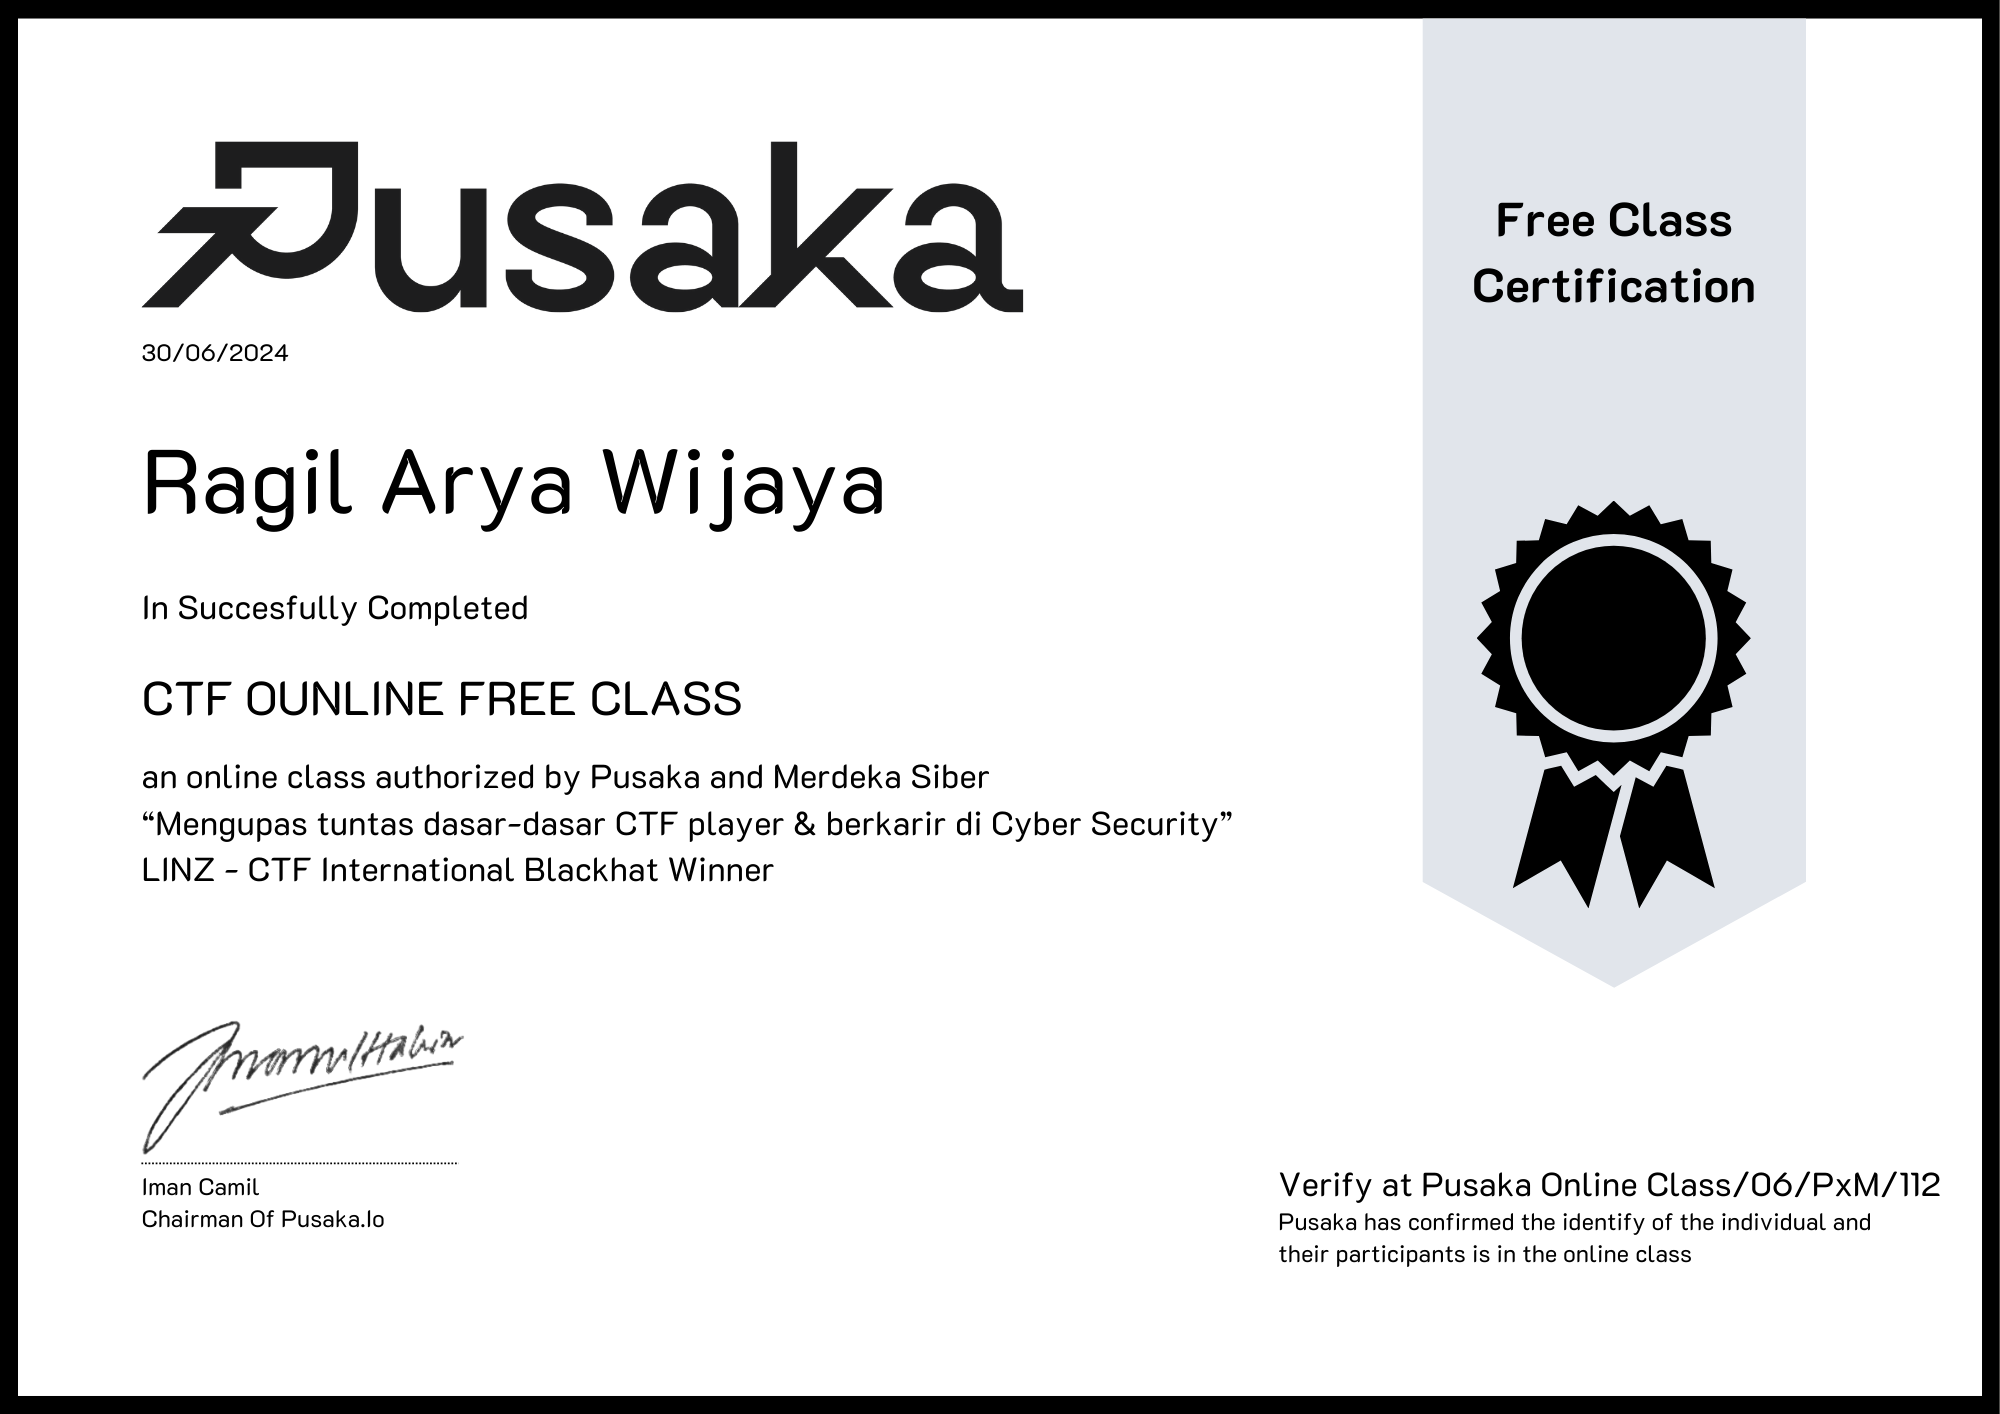 Pusaka
30/06/2024
Ragil Arya Wijaya
In Succesfully Completed
CTF OUNLINE FREE CLASS
an online class authorized by Pusaka and Merdeka Siber
“Mengupas tuntas dasar-dasar CTF player & berkarir di Cyber Security”
LINZ - CTF International Blackhat Winner
Iman Camil
Chairman Of Pusaka.Io
Free Class
Certification
Verify at Pusaka Online Class/06/PxM/112
Pusaka has confirmed the identify of the individual and
their participants is in the online class